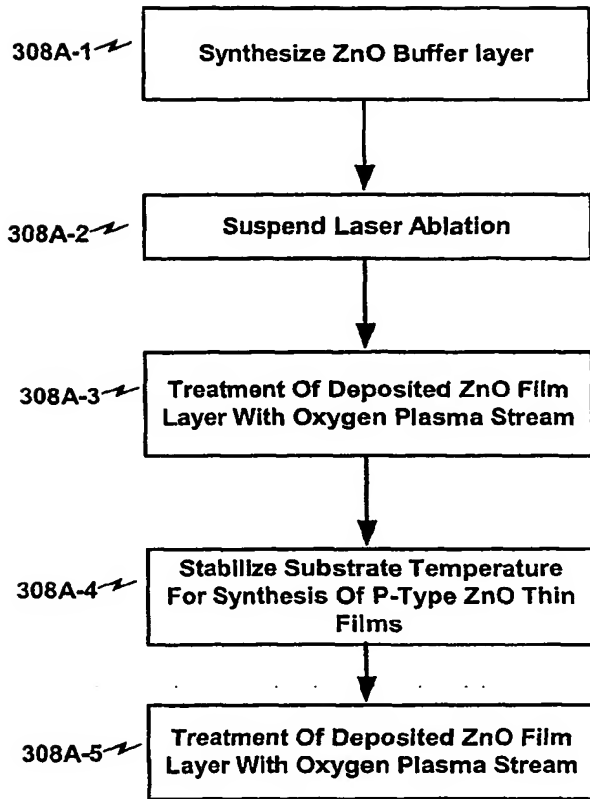 308A-1
Synthesize ZnO Buffer layer
308A-2
Suspend Laser Ablation
308A-3
Treatment Of Deposited ZnO Film
Layer With Oxygen Plasma Stream
308A-4
Stabilize Substrate Temperature
For Synthesis Of P-Type ZnO Thin
Films
308A-5
Treatment Of Deposited ZnO Film
Layer With Oxygen Plasma Stream